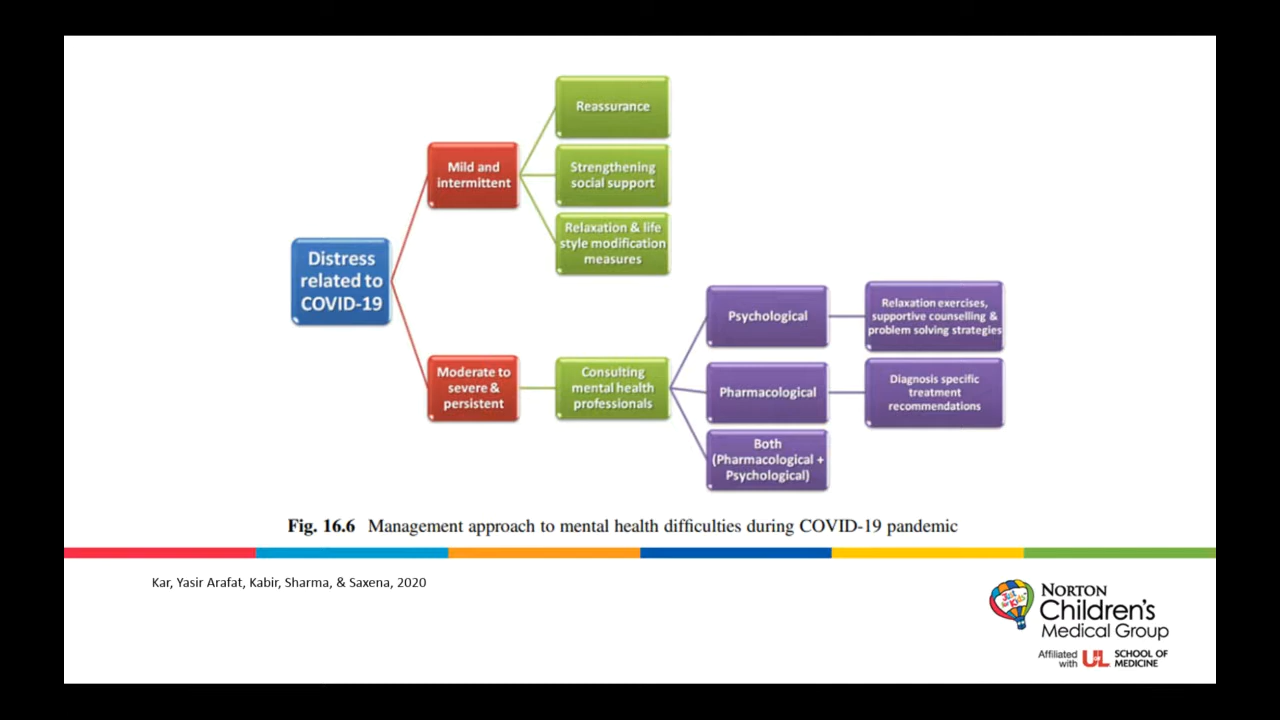 Reassurance
Mild and
intermittent
Strengthening
social support
Relaxation & life
style modification
measures
Distress
related to
COVID-19
Moderate to
severe &
persistent
Consulting
mental health
professionals
Psychological
Relaxation exercises,
supportive counselling &
problem solving strategies
Pharmacological
Diagnosis specific
treatment
recommendations
Both
(Pharmacological +
Psychological)
Fig. 16.6 Management approach to mental health difficulties during COVID-19 pandemic
Kar, Yasir Arafat, Kabir, Sharma, & Saxena, 2020
Just
for Kids
NORTON
Children's
Medical Group
Affiliated
with
UL
SCHOOL OF
MEDICINE